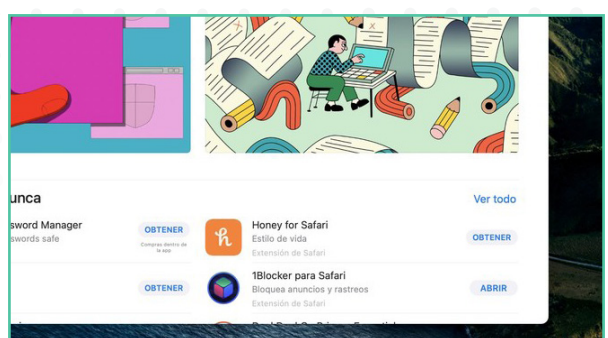 unca
Ver todo
sword Manager
swords safe
OBTENER
Compras dentro de
la app
Honey for Safari
Estilo de vida
Extensión de Safari
OBTENER
OBTENER
1Blocker para Safari
Bloquea anuncios y rastreos
Extensión de Safari
ABRIR